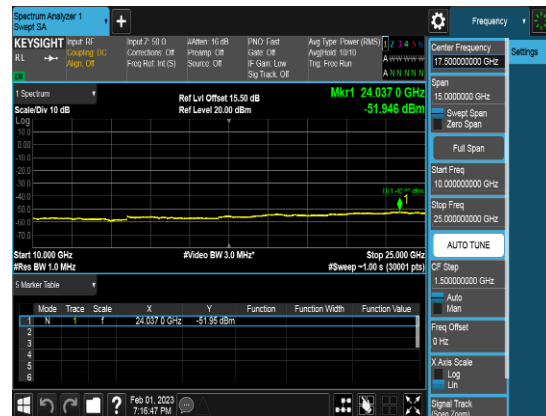 Spectrum Analyzer 1
Swept SA
Frequency
KEYSIGHT
Input: RF
Coupling: DC
Align: Off
Input Z: 50 Ω
Corrections: Off
Freq Ref: Int (S)
#Atten: 16 dB
Preamp: Off
Source: Off
PNO: Fast
Gate: Off
IF Gain: Low
Sig Track: Off
Avg Type: Power (RMS)
Avg|Hold: 10/10
Trig: Free Run
1 2 3 4 5 6
A W W W W W
A N N N N N
R L
1 Spectrum
Scale/Div 10 dB
Log
Ref Lvl Offset 15.50 dB
Ref Level 20.00 dBm
Mkr1 24.037 0 GHz
-51.946 dBm
10.0
0.00
-10.0
-20.0
-30.0
-40.0
-50.0
-60.0
-70.0
1
Start 10.000 GHz
#Res BW 1.0 MHz
#Video BW 3.0 MHz*
Stop 25.000 GHz
#Sweep ~1.00 s (30001 pts)
5 Marker Table
Mode Trace Scale X Y Function Function Width Function Value
1 N 1 f 24.037 0 GHz -51.95 dBm
2
3
4
5
6
Feb 01, 2023
7:16:47 PM
Center Frequency
17.500000000 GHz
Settings
Span
15.0000000 GHz
Swept Span
Zero Span
Full Span
Start Freq
10.000000000 GHz
Stop Freq
25.000000000 GHz
AUTO TUNE
CF Step
1.500000000 GHz
Auto
Man
Freq Offset
0 Hz
X Axis Scale
Log
Lin
Signal Track
(Span Zoom)